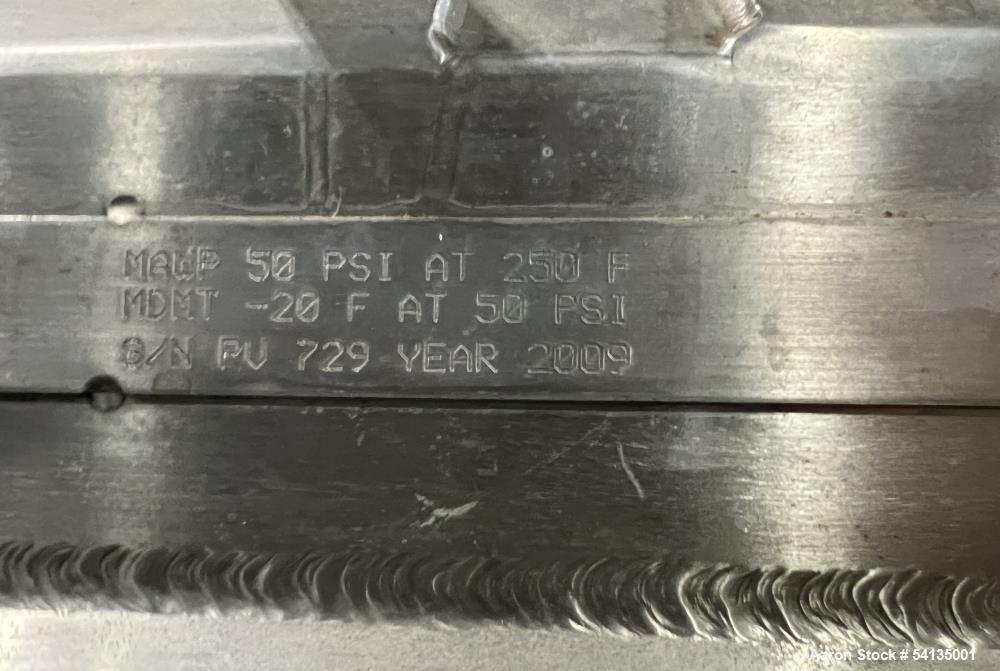 MAWP 50 PSI AT 250 F
MDMT -20 F AT 50 PSI
S/N PV 729 YEAR 2009
Aaron Stock # 54135001